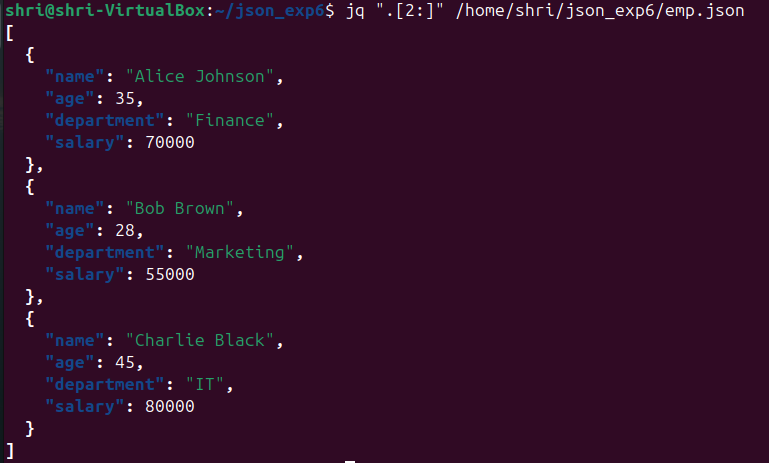 shri@shri-VirtualBox:~/json_exp6$ jq ".[2:]" /home/shri/json_exp6/emp.json
[
  {
    "name": "Alice Johnson",
    "age": 35,
    "department": "Finance",
    "salary": 70000
  },
  {
    "name": "Bob Brown",
    "age": 28,
    "department": "Marketing",
    "salary": 55000
  },
  {
    "name": "Charlie Black",
    "age": 45,
    "department": "IT",
    "salary": 80000
  }
]